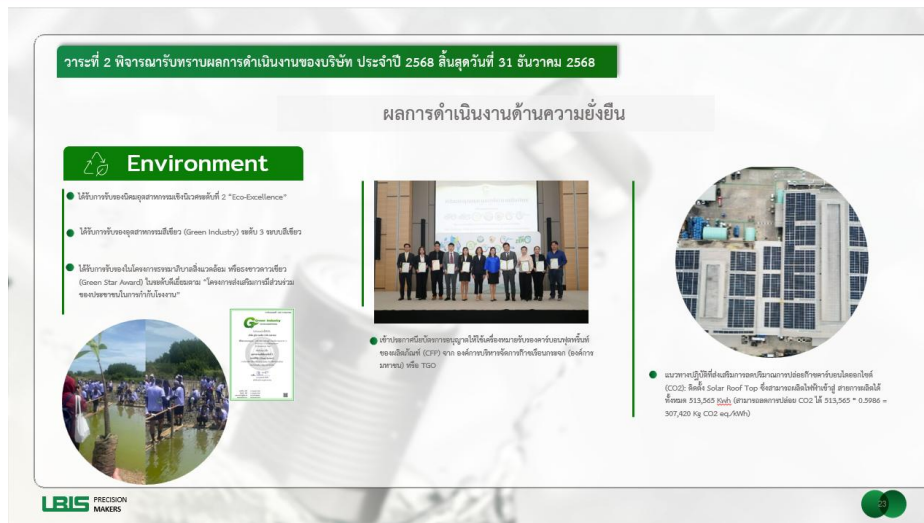 วาระที่ 2 พิจารณารับทราบผลการดำเนินงานของบริษัท ประจำปี 2568 สิ้นสุดวันที่ 31 ธันวาคม 2568
ผลการดำเนินงานด้านความยั่งยืน
Environment
ได้รับการรับรองนิคมอุตสาหกรรมเชิงนิเวศระดับที่ 2 "Eco-Excellence"
ได้รับการรับรองอุตสาหกรรมสีเขียว (Green Industry) ระดับ 3 ระบบสีเขียว
ได้รับการรับรองในโครงการธรรมาภิบาลสิ่งแวดล้อม หรือธงขาวดาวเขียว
(Green Star Award) ในระดับดีเยี่ยมตาม "โครงการส่งเสริมการมีส่วนร่วม
ของประชาชนในการกำกับโรงงาน"
Green Industry
เข้าประกาศนียบัตรการอนุญาตให้ใช้เครื่องหมายรับรองคาร์บอนฟุตพริ้นท์
ของผลิตภัณฑ์ (CFP) จาก องค์การบริหารจัดการก๊าซเรือนกระจก (องค์การ
มหาชน) หรือ TGO
แนวทางปฏิบัติที่ส่งเสริมการลดปริมาณการปล่อยก๊าซคาร์บอนไดออกไซด์
(CO2): ติดตั้ง Solar Roof Top ซึ่งสามารถผลิตไฟฟ้าเข้าสู่ สายการผลิตได้
ทั้งหมด 513,565 Kwh (สามารถลดการปล่อย CO2 ได้ 513,565 * 0.5986 =
307,420 Kg CO2 eq./kWh)
LBIS PRECISION
MAKERS
23